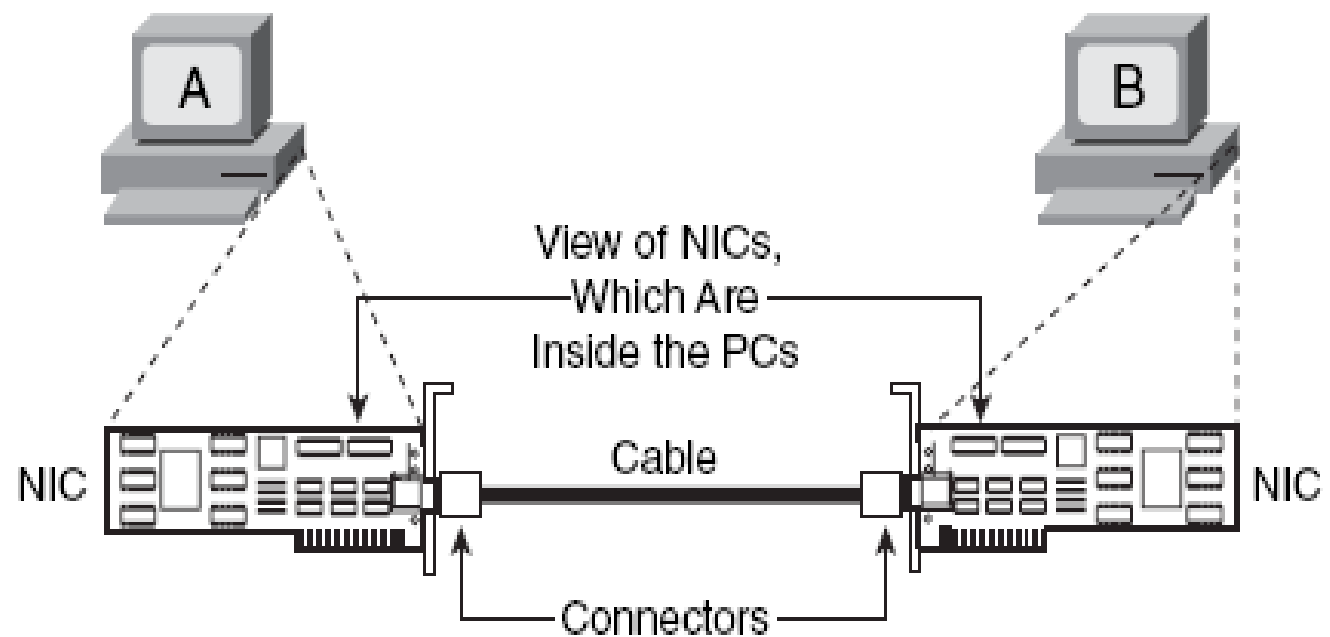 A
B
View of NICs,
Which Are
Inside the PCs
Cable
NIC
NIC
Connectors